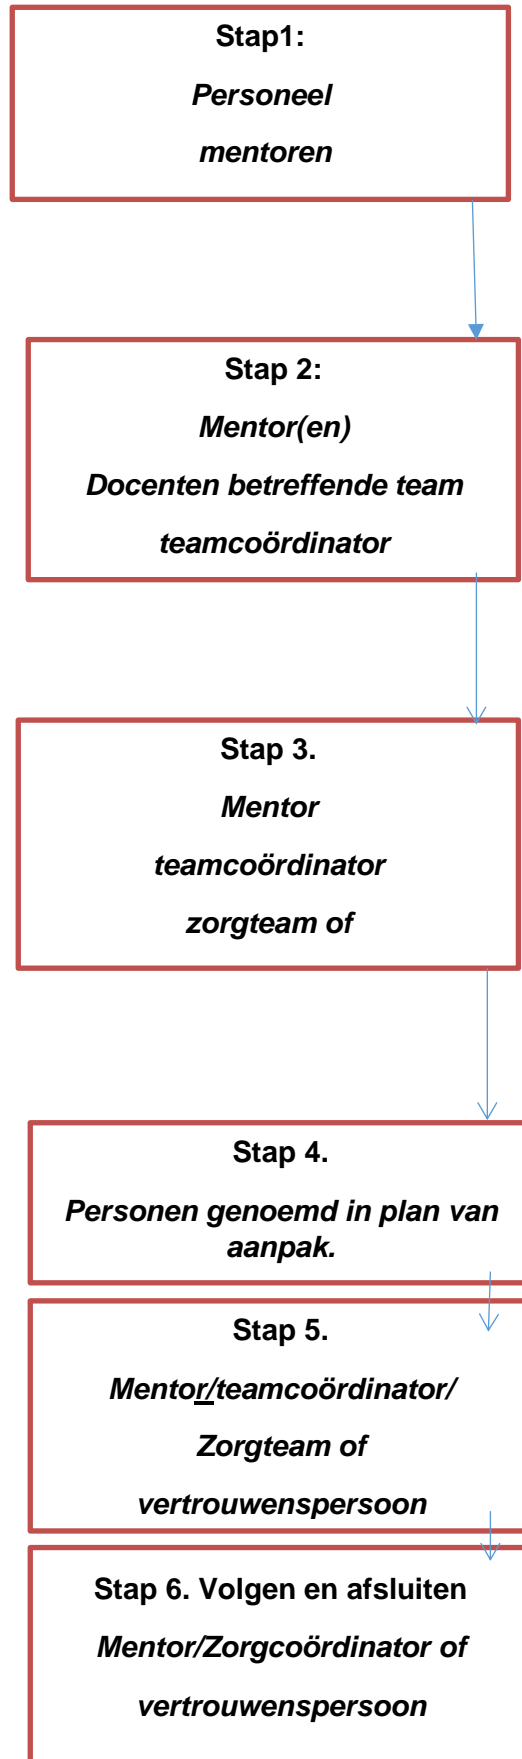 Stap1:
Personeel
mentoren
Stap 2:
Mentor(en)
Docenten betreffende team
teamcoördinator
Stap 3.
Mentor
teamcoördinator
zorgteam of
Stap 4.
Personen genoemd in plan van
aanpak.
Stap 5.
Mentor/teamcoördinator/
Zorgteam of
vertrouwenspersoon
Stap 6. Volgen en afsluiten
Mentor/Zorgcoördinator of
vertrouwenspersoon